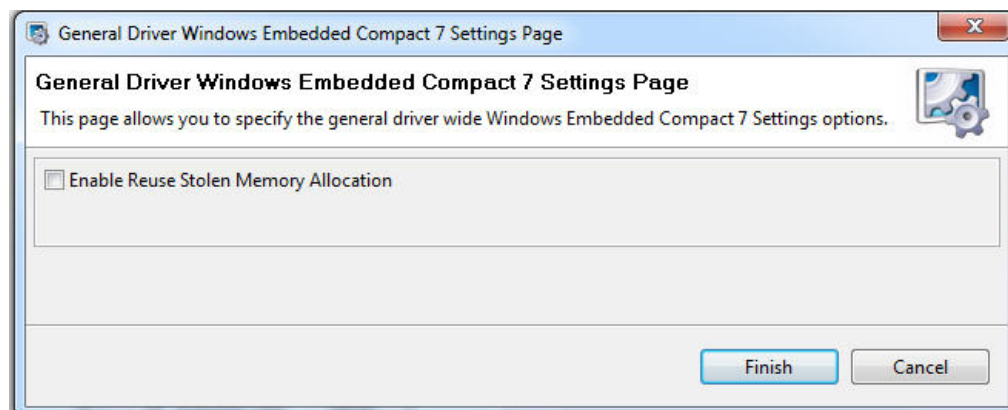 General Driver Windows Embedded Compact 7 Settings Page
General Driver Windows Embedded Compact 7 Settings Page
This page allows you to specify the general driver wide Windows Embedded Compact 7 Settings options.
Enable Reuse Stolen Memory Allocation
Finish Cancel